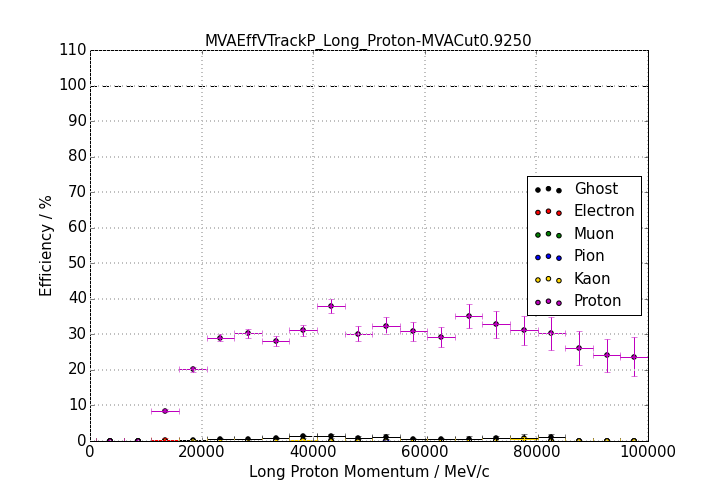 MVAEffVTrackP_Long_Proton-MVACut0.9250
110
100
90
80
70
60
50
40
30
20
10
0
Efficiency / %
Ghost
Electron
Muon
Pion
Kaon
Proton
0 20000 40000 60000 80000 100000
Long Proton Momentum / MeV/c